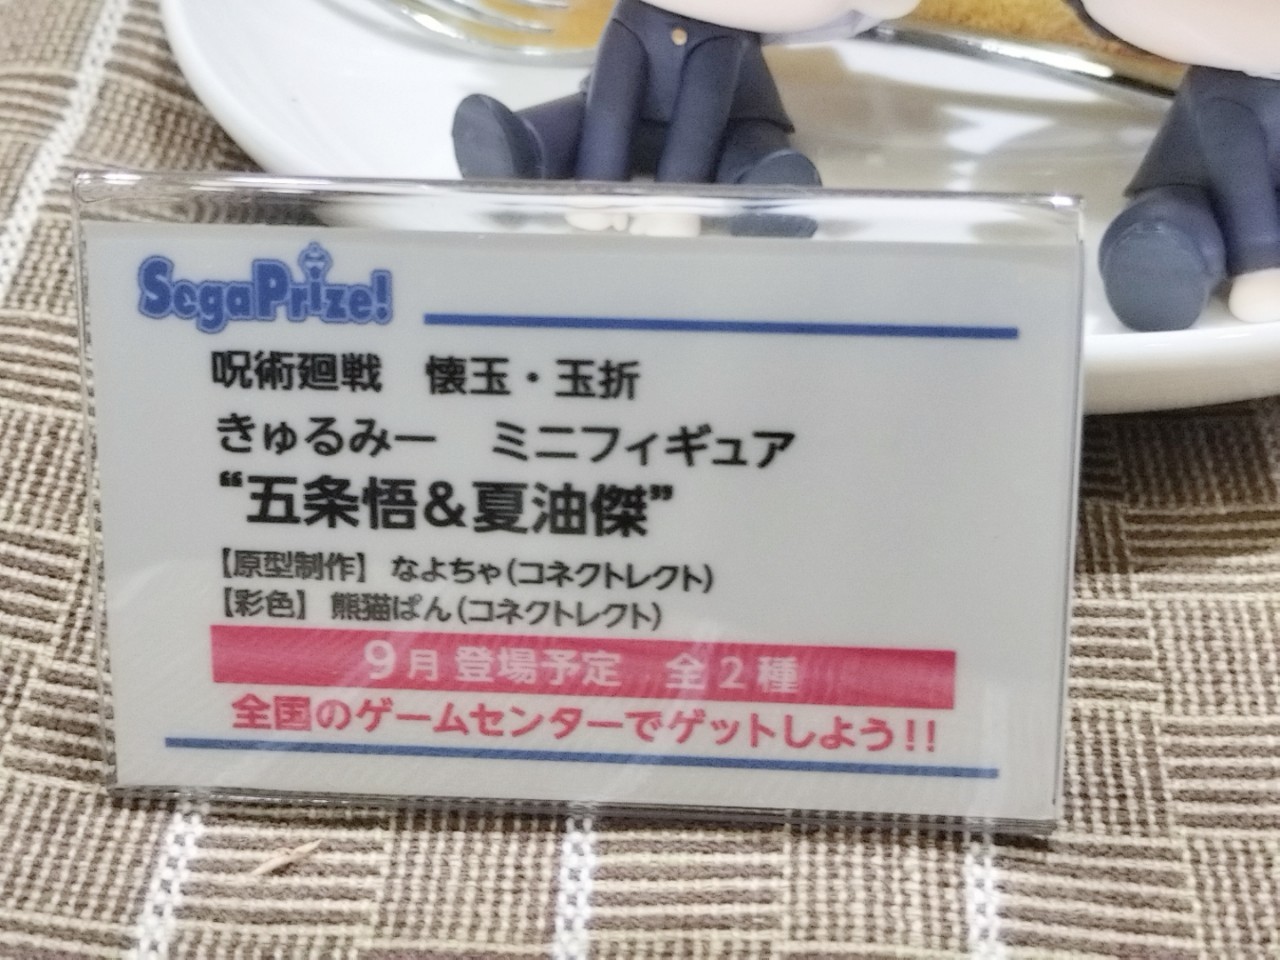 SegaPrize!
呪術廻戦　懐玉・玉折
きゅるみー　ミニフィギュア
“五条悟＆夏油傑”
【原型制作】 なよちゃ(コネクトレクト)
【彩色】 熊猫ぱん(コネクトレクト)
9月登場予定　全2種
全国のゲームセンターでゲットしよう!!